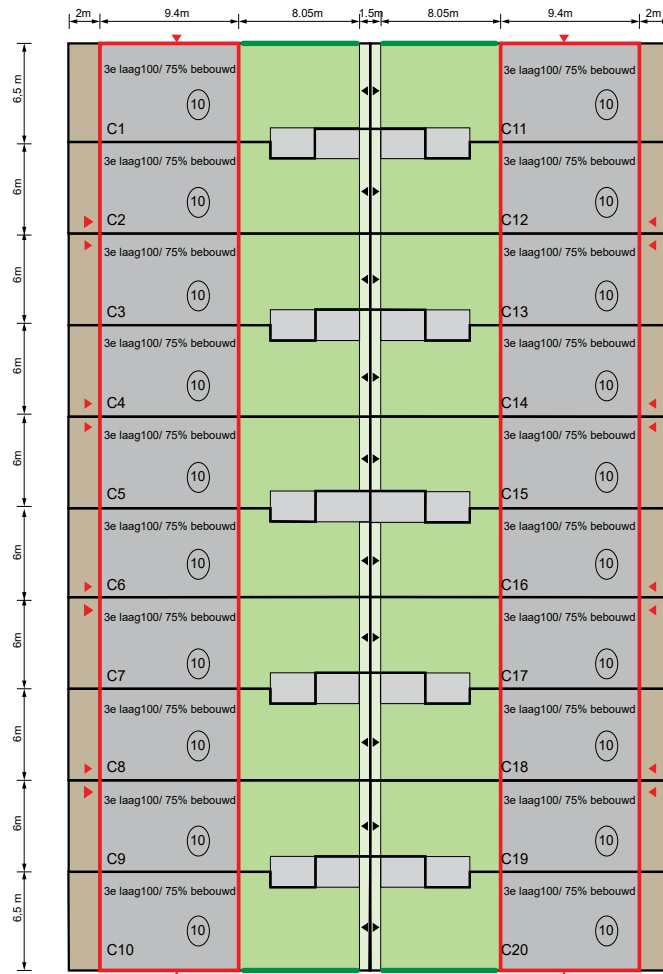 2m 9.4m 8.05m 1.5m 8.05m 9.4m 2m
6,5 m
3e laag100/ 75% bebouwd 3e laag100/ 75% bebouwd
10 10
C1 C11
6m
3e laag100/ 75% bebouwd 3e laag100/ 75% bebouwd
10 10
C2 C12
6m
3e laag100/ 75% bebouwd 3e laag100/ 75% bebouwd
10 10
C3 C13
6m
3e laag100/ 75% bebouwd 3e laag100/ 75% bebouwd
10 10
C4 C14
6m
3e laag100/ 75% bebouwd 3e laag100/ 75% bebouwd
10 10
C5 C15
6m
3e laag100/ 75% bebouwd 3e laag100/ 75% bebouwd
10 10
C6 C16
6m
3e laag100/ 75% bebouwd 3e laag100/ 75% bebouwd
10 10
C7 C17
6m
3e laag100/ 75% bebouwd 3e laag100/ 75% bebouwd
10 10
C8 C18
6m
3e laag100/ 75% bebouwd 3e laag100/ 75% bebouwd
10 10
C9 C19
6,5 m
3e laag100/ 75% bebouwd 3e laag100/ 75% bebouwd
10 10
C10 C20